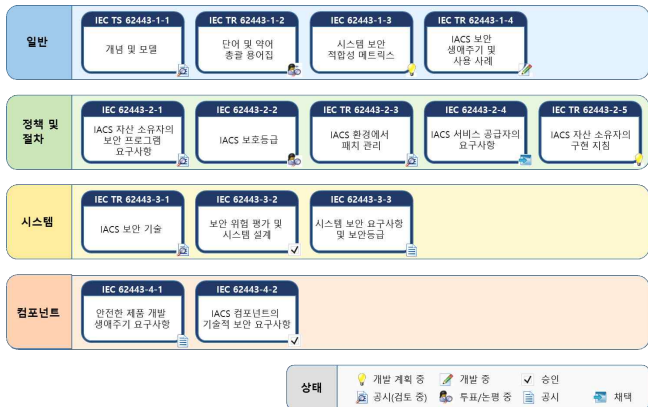 일반
IEC TS 62443-1-1
개념 및 모델
IEC TR 62443-1-2
단어 및 약어
총괄 용어집
IEC 62443-1-3
시스템 보안
적합성 메트릭스
IEC TR 62443-1-4
IACS 보안
생애주기 및
사용 사례
정책 및
절차
IEC 62443-2-1
IACS 자산 소유자의
보안 프로그램
요구사항
IEC 62443-2-2
IACS 보호등급
IEC TR 62443-2-3
IACS 환경에서
패치 관리
IEC 62443-2-4
IACS 서비스 공급자의
요구사항
IEC TR 62443-2-5
IACS 자산 소유자의
구현 지침
시스템
IEC TR 62443-3-1
IACS 보안 기술
IEC 62443-3-2
보안 위험 평가 및
시스템 설계
IEC 62443-3-3
시스템 보안 요구사항
및 보안등급
컴포넌트
IEC 62443-4-1
안전한 제품 개발
생애주기 요구사항
IEC 62443-4-2
IACS 컴포넌트의
기술적 보안 요구사항
상태
개발 계획 중
개발 중
승인
공시(검토 중)
투표/논평 중
공시
채택